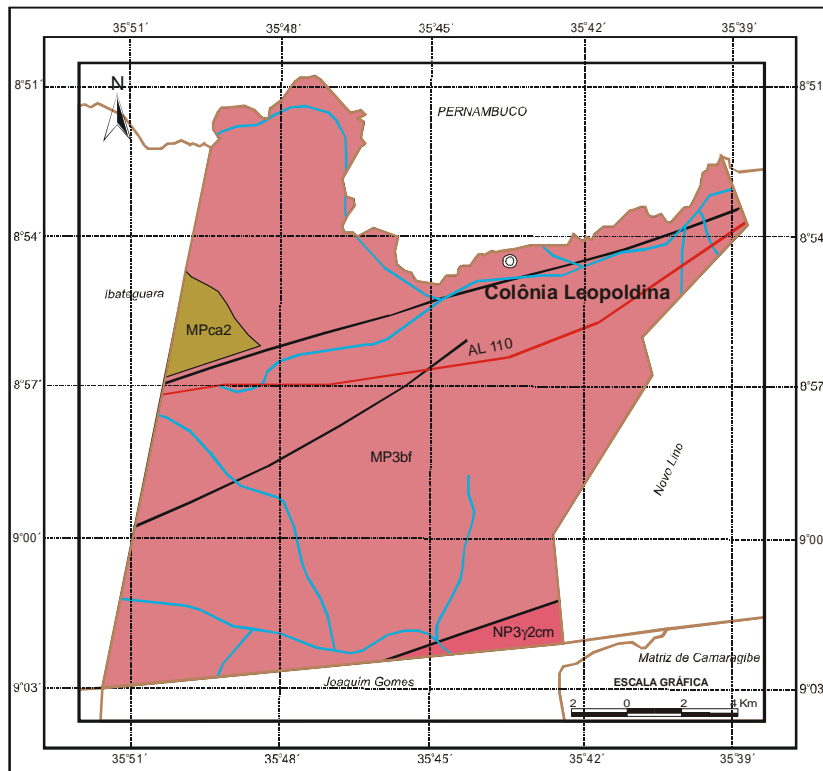 35°51´ 35°48´ 35°45´ 35°42´ 35°39´
8°51´ 8°51´
N
PERNAMBUCO
8°54´ 8°54´
Ibateguara
Colônia Leopoldina
MPca2
AL 110
8°57´ 8°57´
MP3bf
Novo Lino
9°00´ 9°00´
NP3γ2cm
Matriz de Camaragibe
Joaquim Gomes
ESCALA GRÁFICA
9°03´ 9°03´
2 0 2 4 Km
35°51´ 35°48´ 35°45´ 35°42´ 35°39´